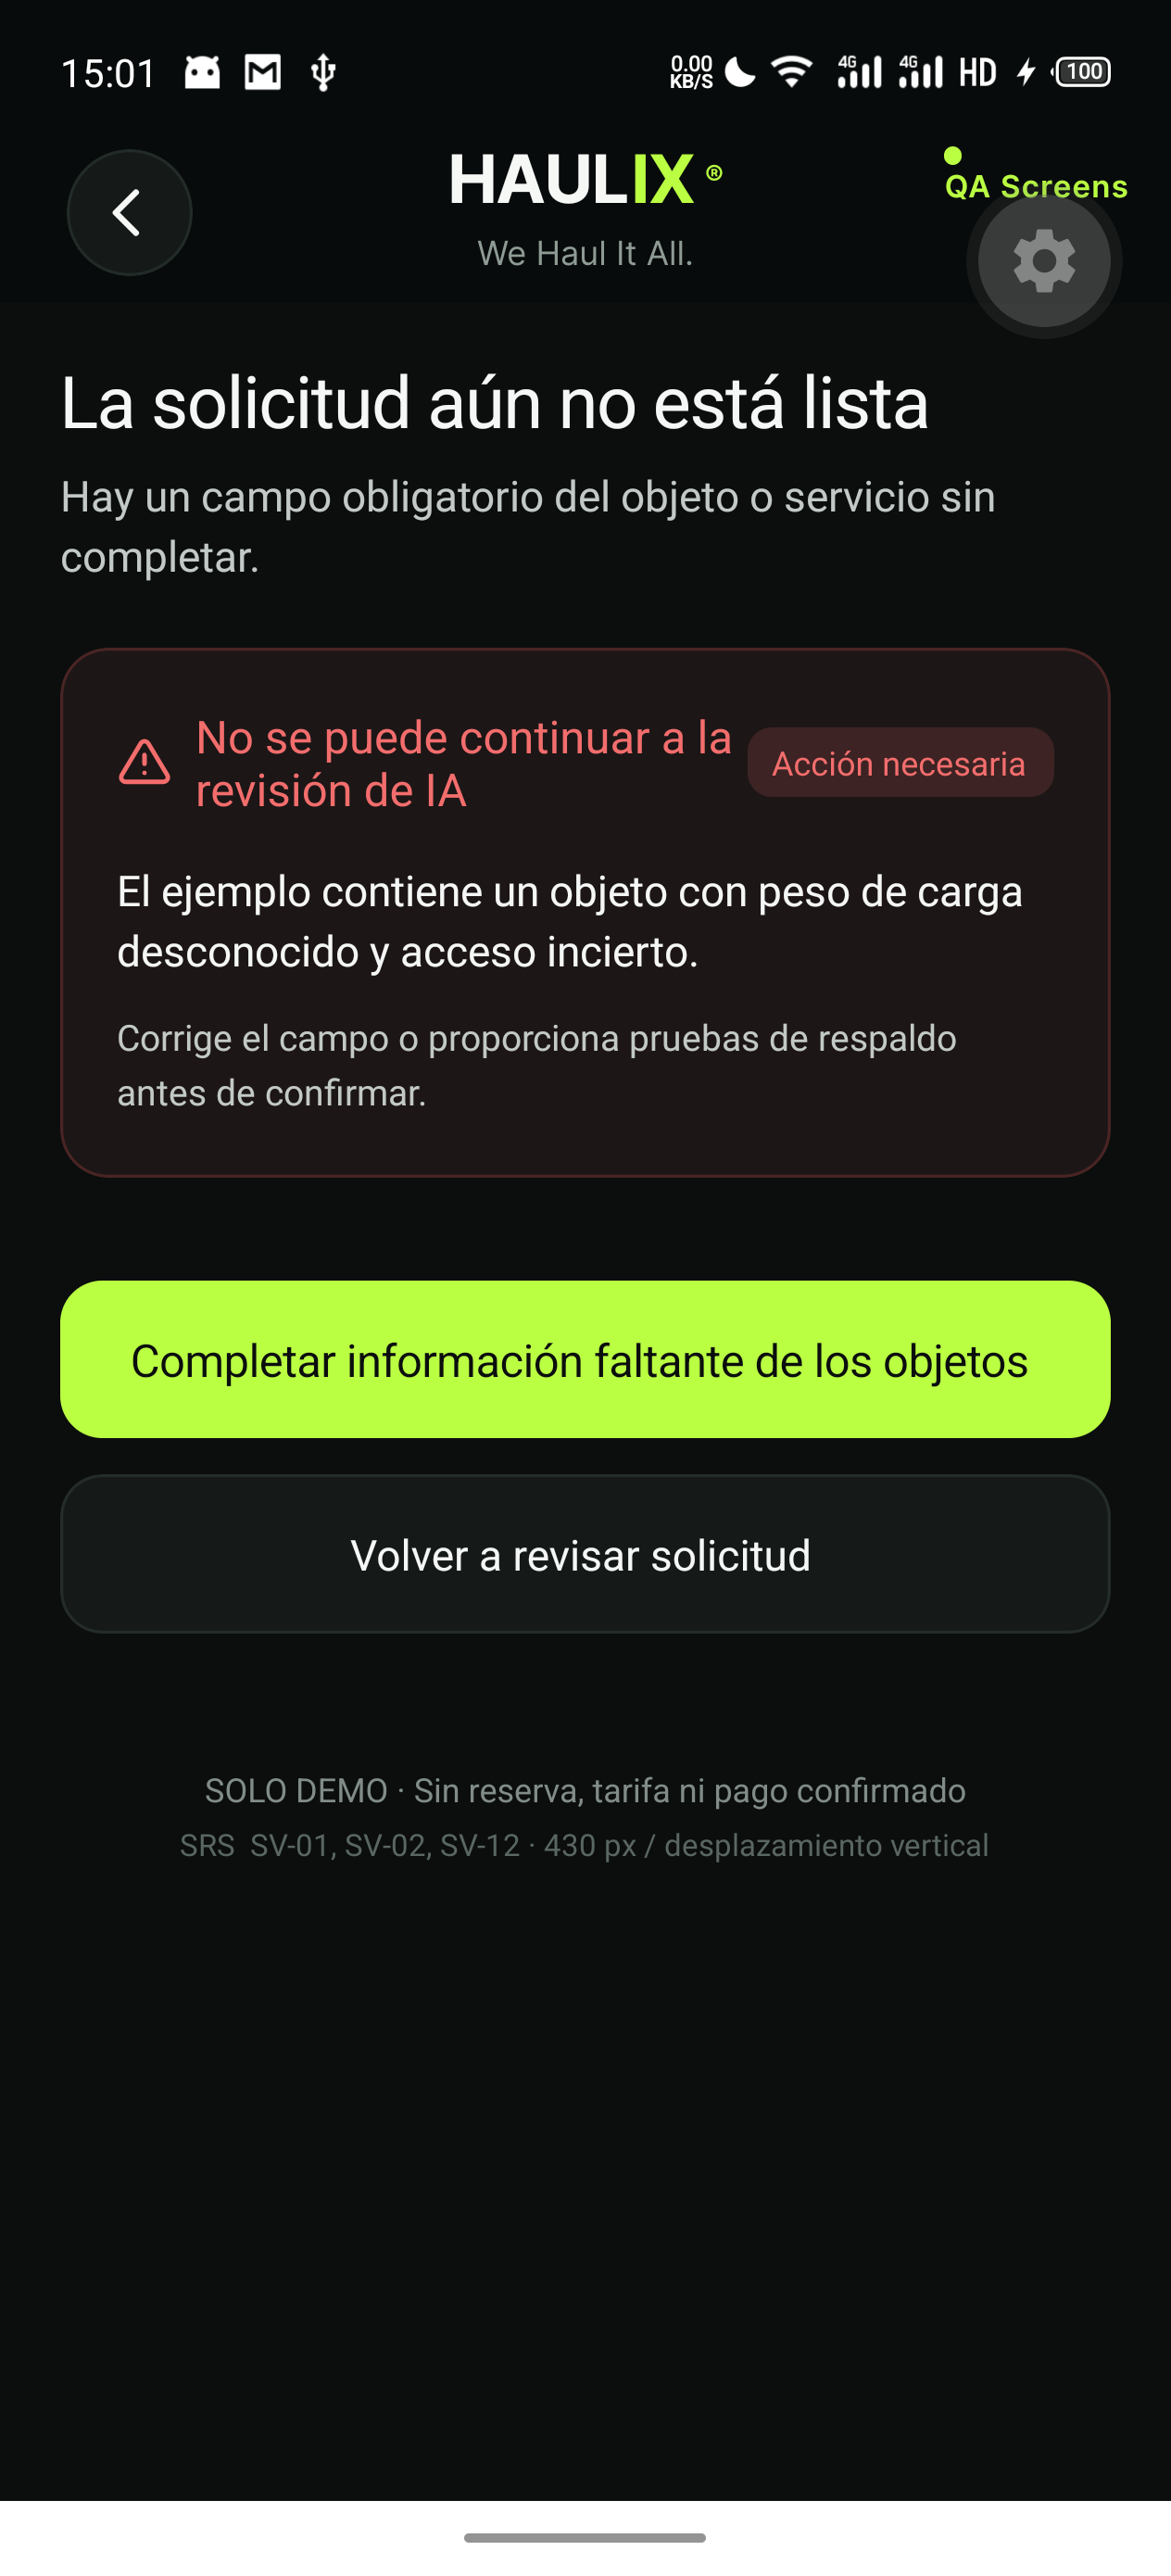 15:01
0.00 KB/S
4G
4G
HD
100
HAULIX ®
QA Screens
We Haul It All.
La solicitud aún no está lista
Hay un campo obligatorio del objeto o servicio sin
completar.
No se puede continuar a la
revisión de IA
Acción necesaria
El ejemplo contiene un objeto con peso de carga
desconocido y acceso incierto.
Corrige el campo o proporciona pruebas de respaldo
antes de confirmar.
Completar información faltante de los objetos
Volver a revisar solicitud
SOLO DEMO · Sin reserva, tarifa ni pago confirmado
SRS SV-01, SV-02, SV-12 · 430 px / desplazamiento vertical